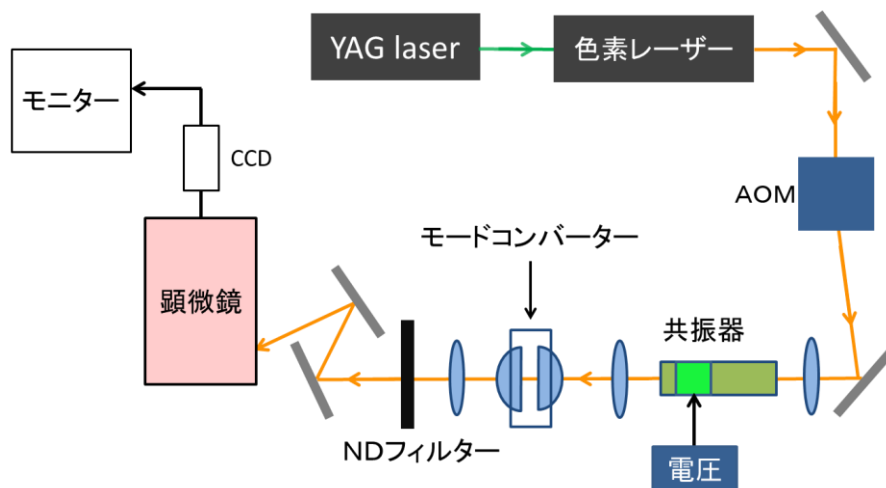 YAG laser
色素レーザー
モニター
CCD
AOM
モードコンバーター
顕微鏡
共振器
NDフィルター
電圧